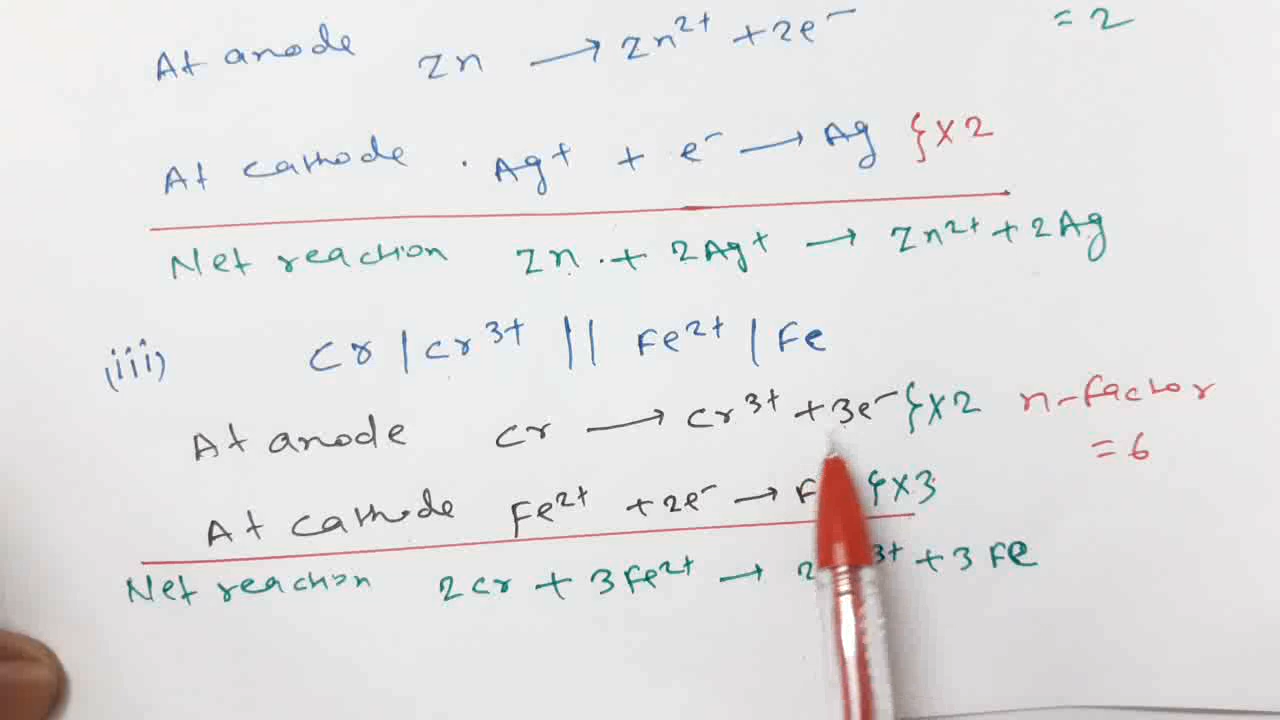 At anode Zn → Zn²⁺ + 2e⁻ = 2
At cathode Ag⁺ + e⁻ → Ag }×2
Net reaction Zn + 2Ag⁺ → Zn²⁺ + 2Ag
(iii) Cr | Cr³⁺ || Fe²⁺ | Fe
At anode Cr → Cr³⁺ + 3e⁻ }×2 n-factor
= 6
At cathode Fe²⁺ + 2e⁻ → F }×3
Net reaction 2Cr + 3Fe²⁺ → 2 ³⁺ + 3Fe